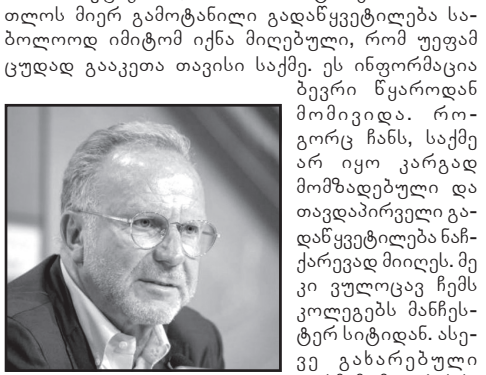 თლოს მიერ გამოტანილი გადაწყვეტილება სა-
ბოლოოდ იმიტომ იქნა მიღებული, რომ უეფამ
ცუდად გააკეთა თავისი საქმე. ეს ინფორმაცია
ბევრი წყაროდან
მომივიდა. რო-
გორც ჩანს, საქმე
არ იყო კარგად
მომზადებული და
თავდაპირველი გა-
დაწყვეტილება ნაჩ-
ქარევად მიიღეს. მე
კი ვულოცავ ჩემს
კოლეგებს მანჩეს-
ტერ სიტიდან. ასე-
ვე გახარებული